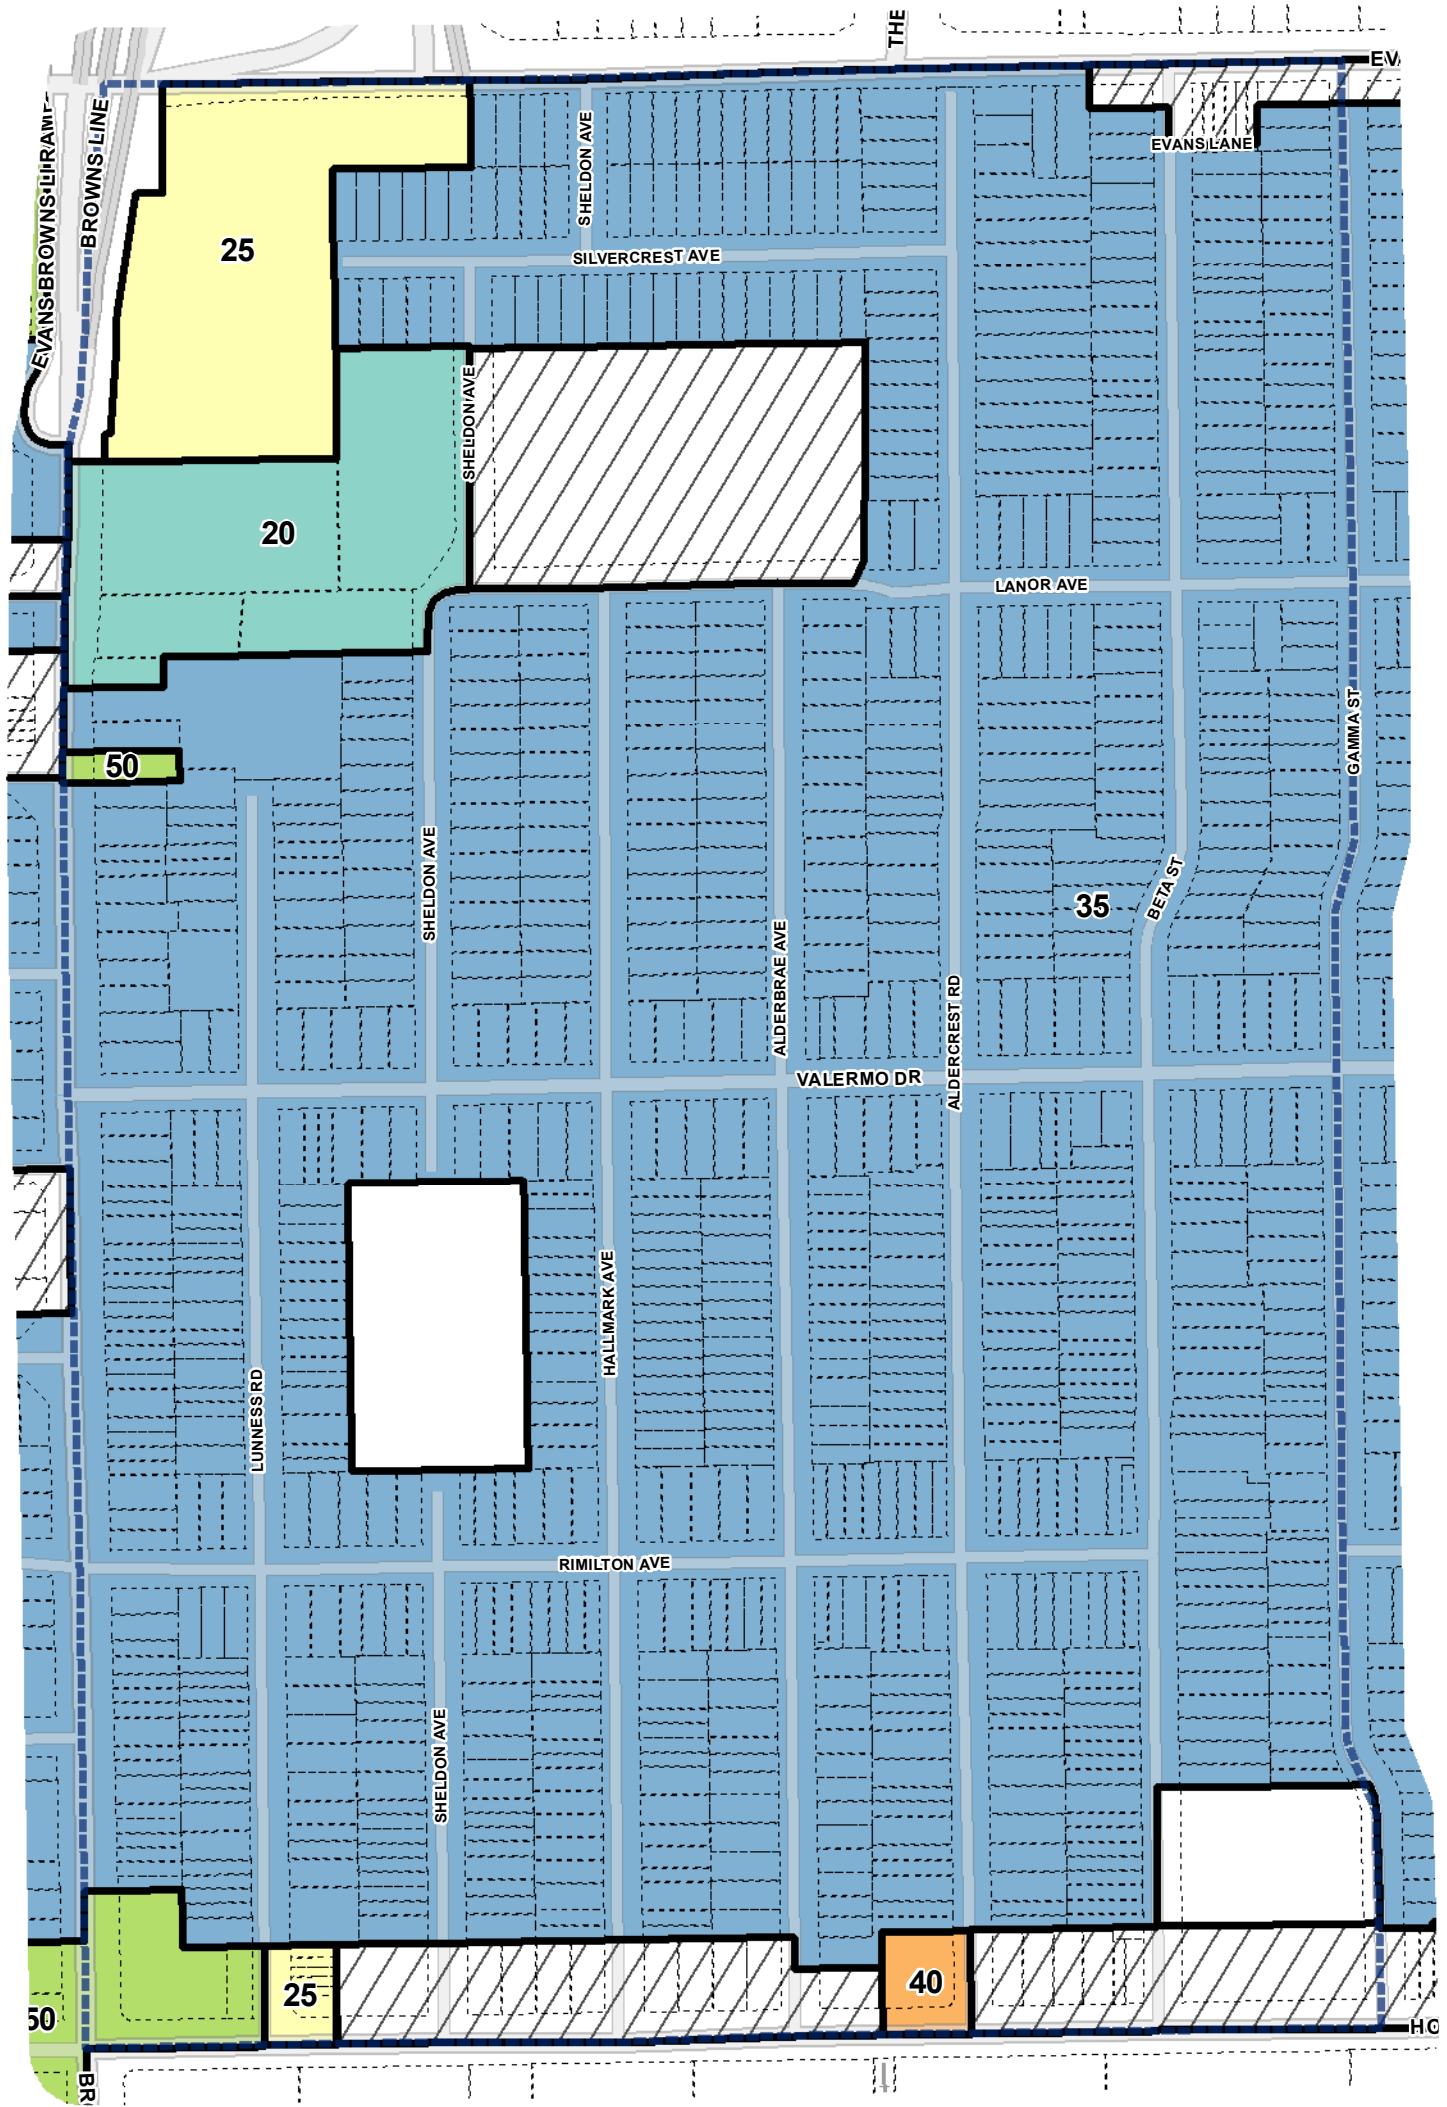 THE
EV
EVANS BROWNS LI RAMP
BROWNS LINE
SHELDON AVE
EVANS LANE
25
SILVERCREST AVE
SHELDON AVE
20
LANOR AVE
GAMMA ST
50
SHELDON AVE
35
BETA ST
ALDERBRAE AVE
ALDERCREST RD
VALERMO DR
HALLMARK AVE
LUNNESS RD
RIMILTON AVE
SHELDON AVE
40
25
50
HO
BR